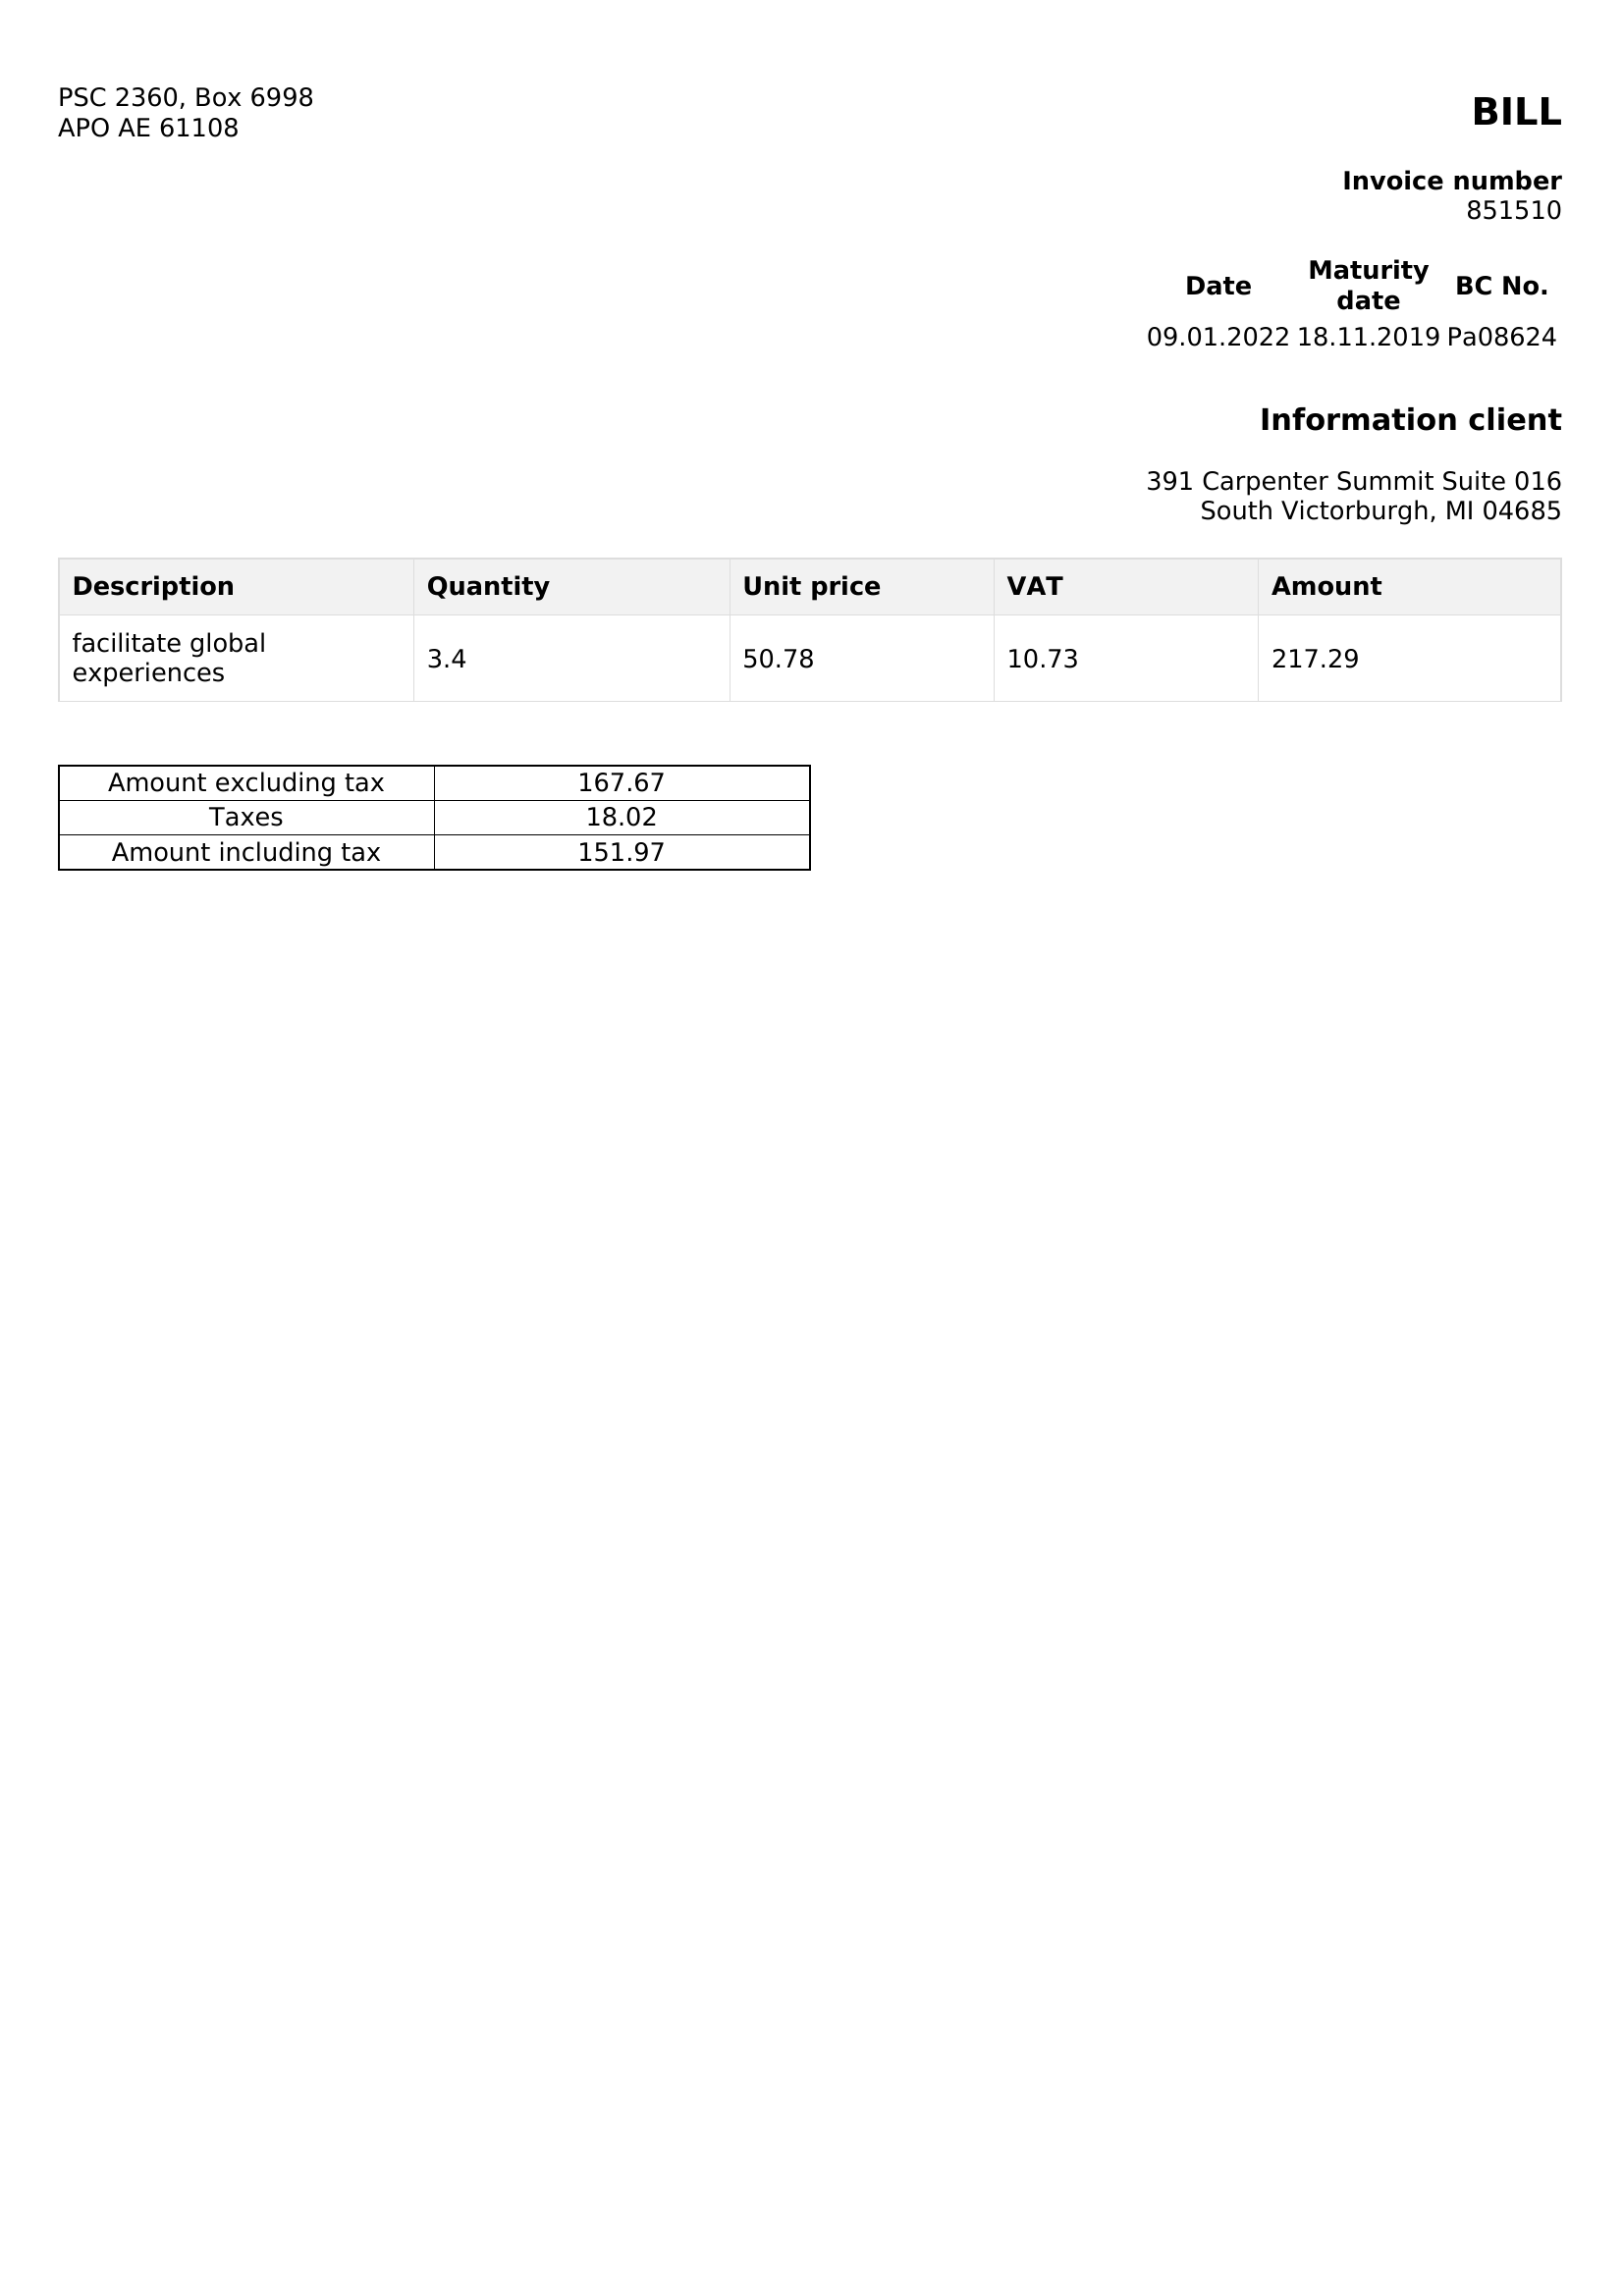 PSC 2360, Box 6998
APO AE 61108
BILL
Invoice number
851510
Date Maturity date BC No.
09.01.2022 18.11.2019 Pa08624
Information client
391 Carpenter Summit Suite 016
South Victorburgh, MI 04685
Description Quantity Unit price VAT Amount
facilitate global
experiences 3.4 50.78 10.73 217.29
Amount excluding tax 167.67
Taxes 18.02
Amount including tax 151.97